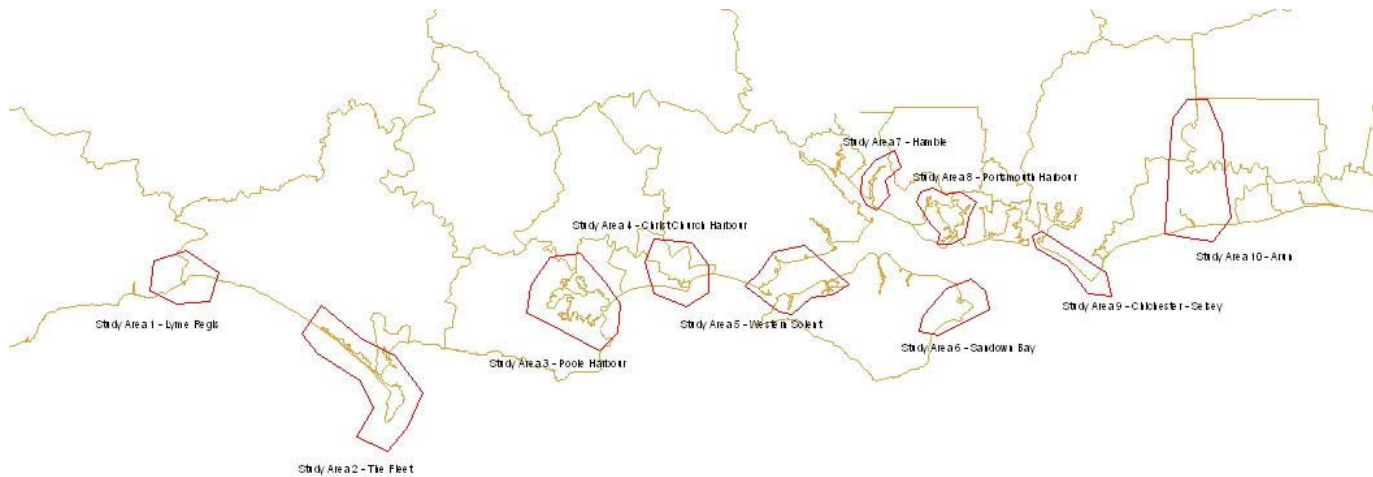 Study Area 7 - Hamble
Study Area 8 - Portsmouth Harbour
Study Area 4 - ChristChurch Harbour
Study Area 10 - Arun
Study Area 9 - Chichester - Selsey
Study Area 1 - Lyme Regis
Study Area 5 - Western Solent
Study Area 6 - Sandown Bay
Study Area 3 - Poole Harbour
Study Area 2 - The Fleet